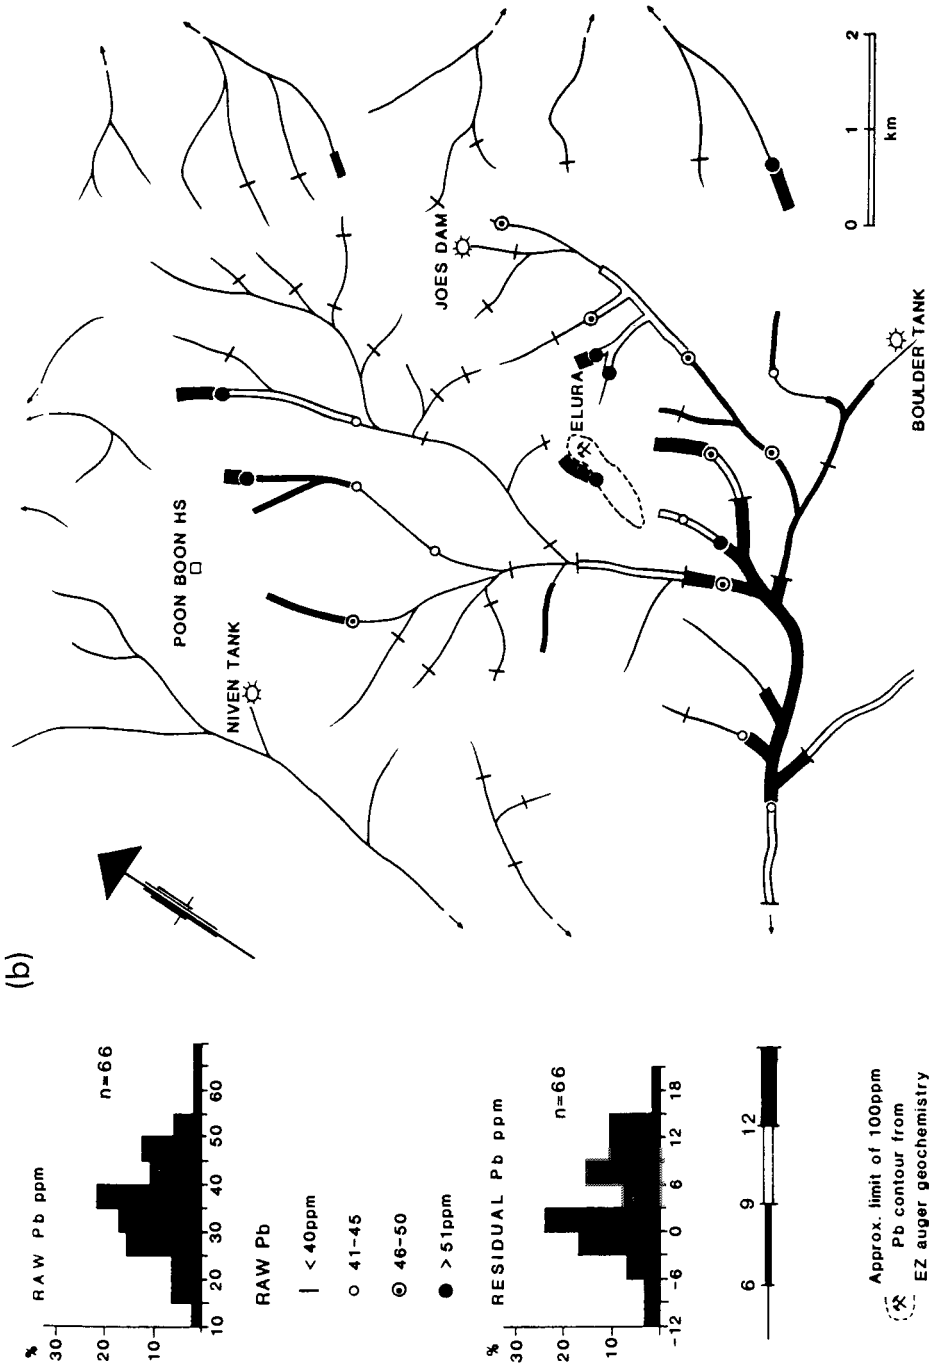 (b)
RAW Pb ppm
n=66
%
30
20
10
10
20
30
40
50
60
RAW Pb
< 40ppm
41-45
46-50
> 51ppm
RESIDUAL Pb ppm
n=66
%
30
20
10
-12
-6
0
6
12
18
6
9
12
Approx. limit of 100ppm
Pb contour from
EZ auger geochemistry
POON BOON HS
NIVEN TANK
JOES DAM
ELURA
BOULDER TANK
0
1
2
km